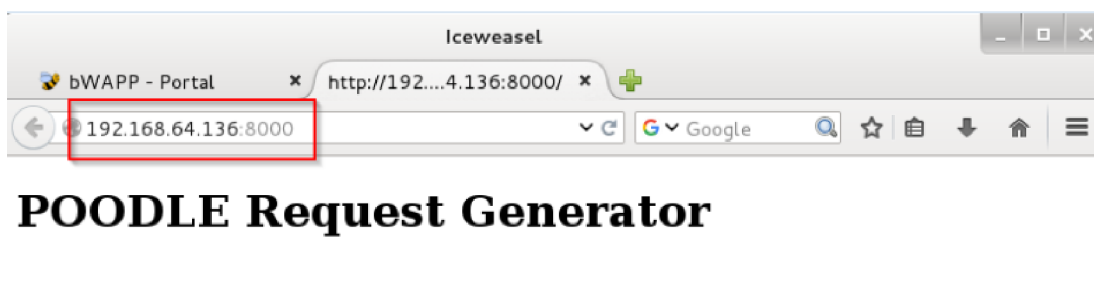 Iceweasel
bWAPP - Portal
http://192....4.136:8000/
192.168.64.136:8000
Google
POODLE Request Generator